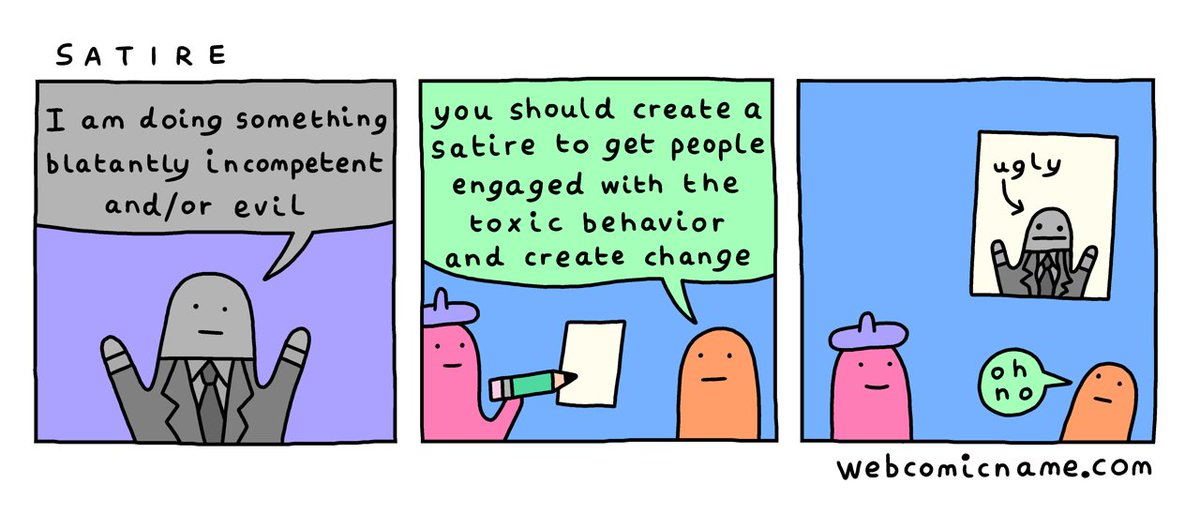 SATIRE
I am doing something
blatantly incompetent
and/or evil
you should create a
satire to get people
engaged with the
toxic behavior
and create change
ugly
oh
no
webcomicname.com